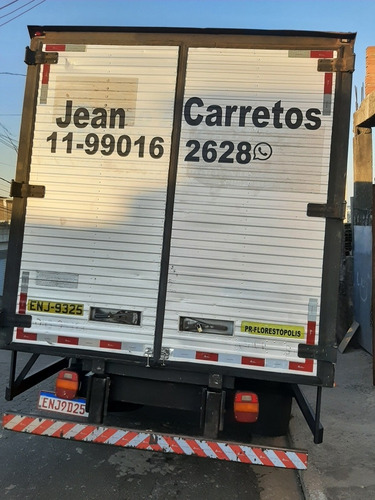 Jean Carretos
11-99016 2628
ENJ-9325
PR-FLORESTOPOLIS
ENJ9D25